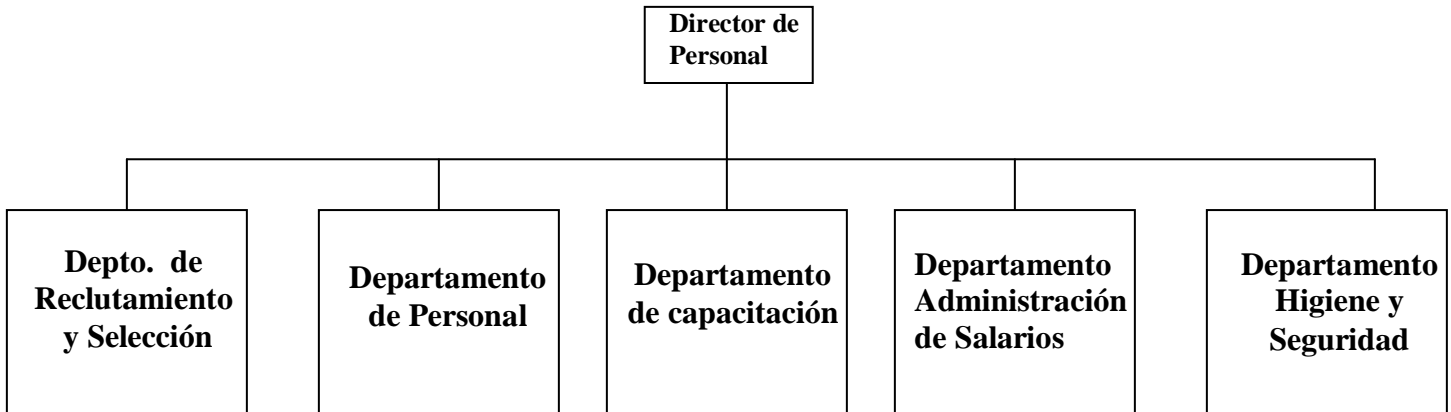 Director de
Personal
Depto. de
Reclutamiento
y Selección
Departamento
de Personal
Departamento
de capacitación
Departamento
Administración
de Salarios
Departamento
Higiene y
Seguridad